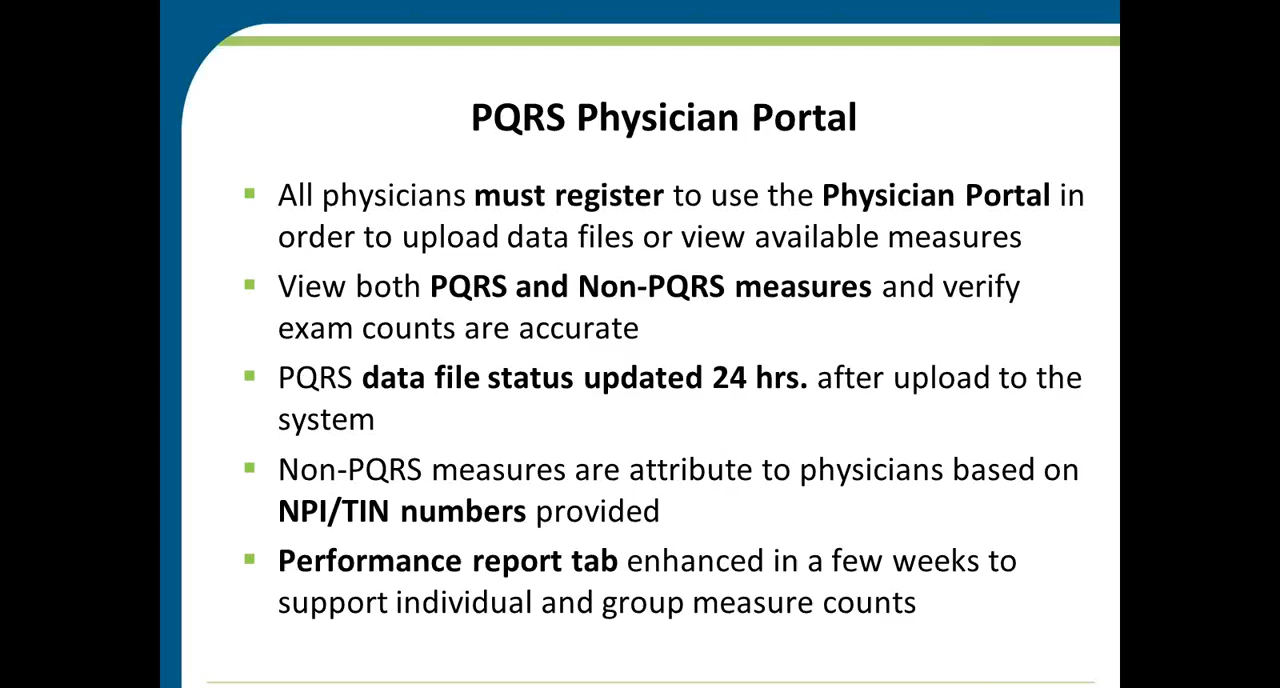 PQRS Physician Portal
All physicians must register to use the Physician Portal in
order to upload data files or view available measures
View both PQRS and Non-PQRS measures and verify
exam counts are accurate
PQRS data file status updated 24 hrs. after upload to the
system
Non-PQRS measures are attribute to physicians based on
NPI/TIN numbers provided
Performance report tab enhanced in a few weeks to
support individual and group measure counts